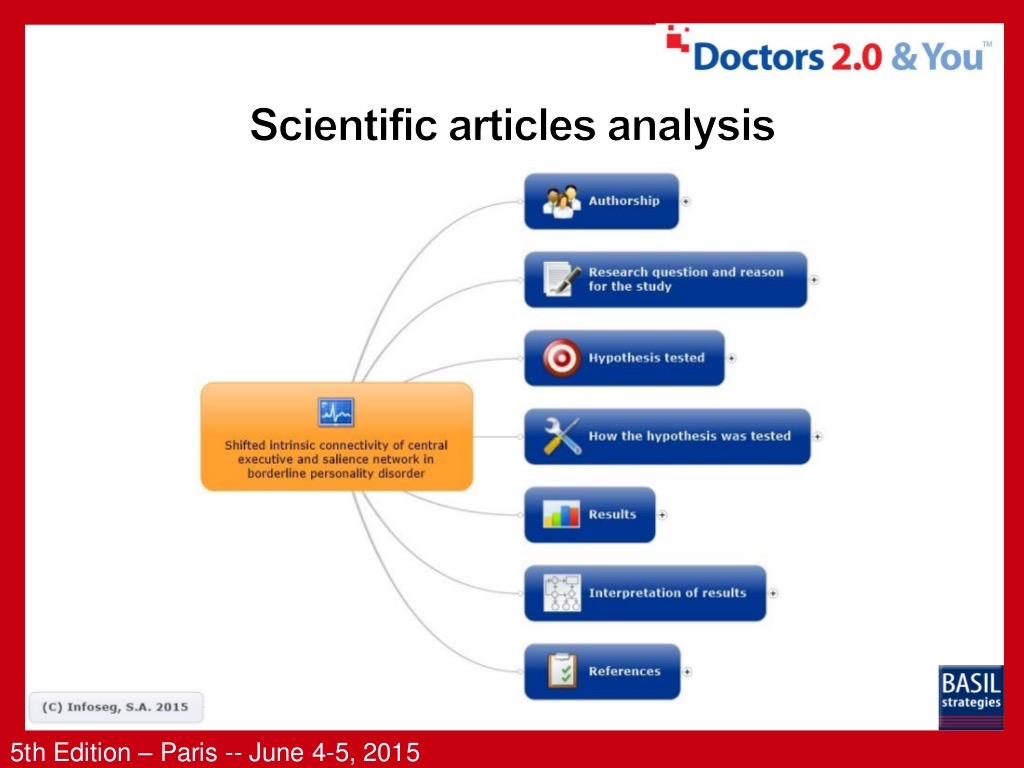 Doctors 2.0 & You™
Scientific articles analysis
Authorship
Research question and reason
for the study
Hypothesis tested
How the hypothesis was tested
Shifted intrinsic connectivity of central
executive and salience network in
borderline personality disorder
Results
Interpretation of results
References
(C) Infoseg, S.A. 2015
BASIL
strategies
5th Edition – Paris -- June 4-5, 2015